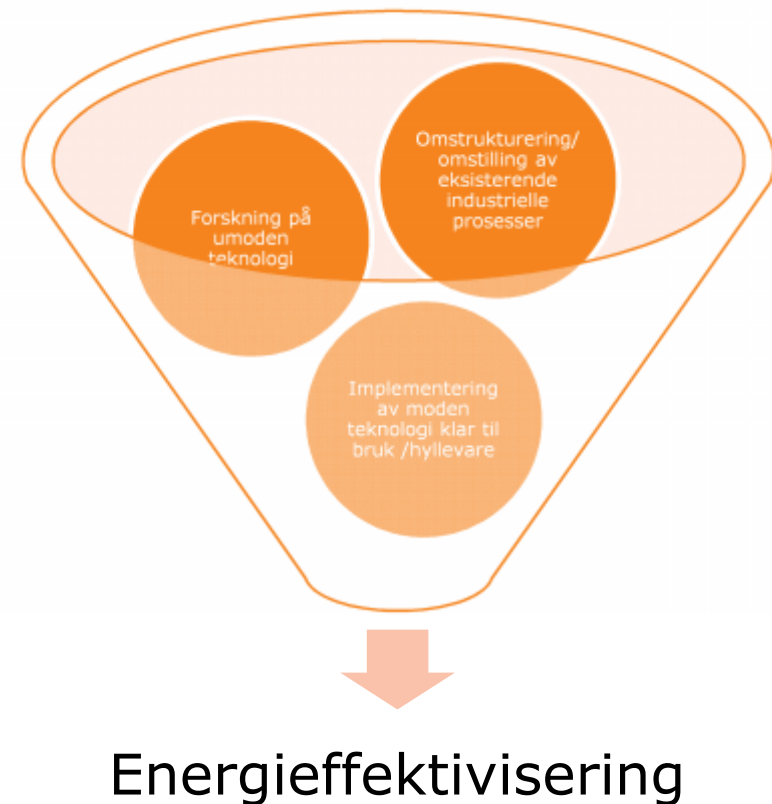 Omstrukturering/
omstilling av
eksisterende
industrielle
prosesser
Forskning på
umoden
teknologi
Implementering
av moden
teknologi klar til
bruk /hyllevare
Energieffektivisering